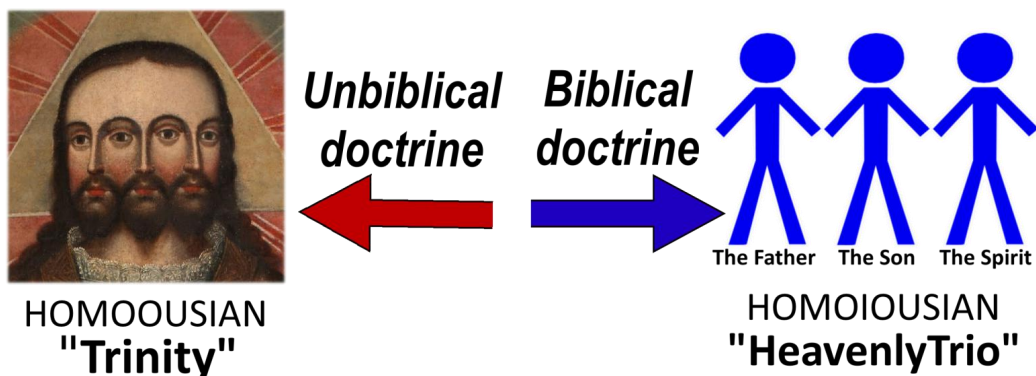 Unbiblical
doctrine
Biblical
doctrine
The Father
The Son
The Spirit
HOMOOUSIAN
"Trinity"
HOMOIOUSIAN
"HeavenlyTrio"